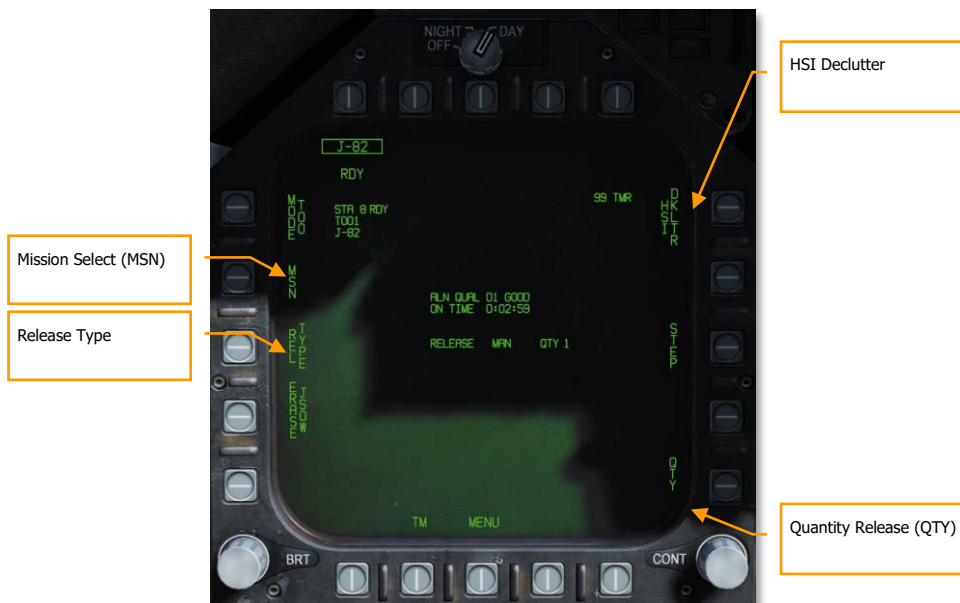 NIGHT DAY
OFF
HSI Declutter
J-82
RDY
MODE
TOO
STA 8 RDY
TOO1
J-82
99 TMR
HSI
DKLTR
Mission Select (MSN)
MSN
ALN QUAL 01 GOOD
ON TIME 0:02:59
Release Type
REL
TYPE
RELEASE MAN QTY 1
STEP
ERASE
JSOW
QTY
TM MENU
Quantity Release (QTY)
BRT CONT